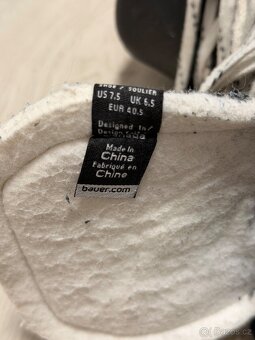 SHOE / SOULIER
US 7.5 UK 6.5
EUR 40.5
Designed In/
Made In
China
Fabriqué en
Chine
bauer.com
Bazos.cz